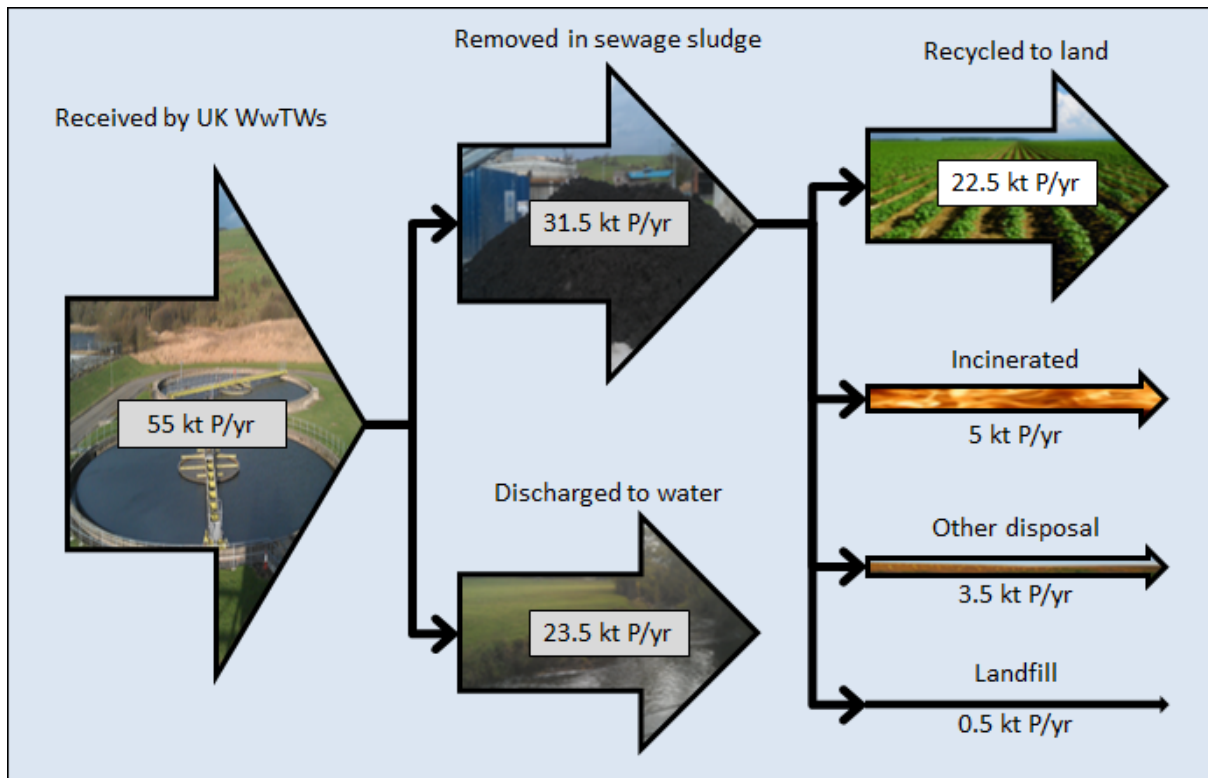 Received by UK WwTWs
55 kt P/yr
Removed in sewage sludge
31.5 kt P/yr
Discharged to water
23.5 kt P/yr
Recycled to land
22.5 kt P/yr
Incinerated
5 kt P/yr
Other disposal
3.5 kt P/yr
Landfill
0.5 kt P/yr